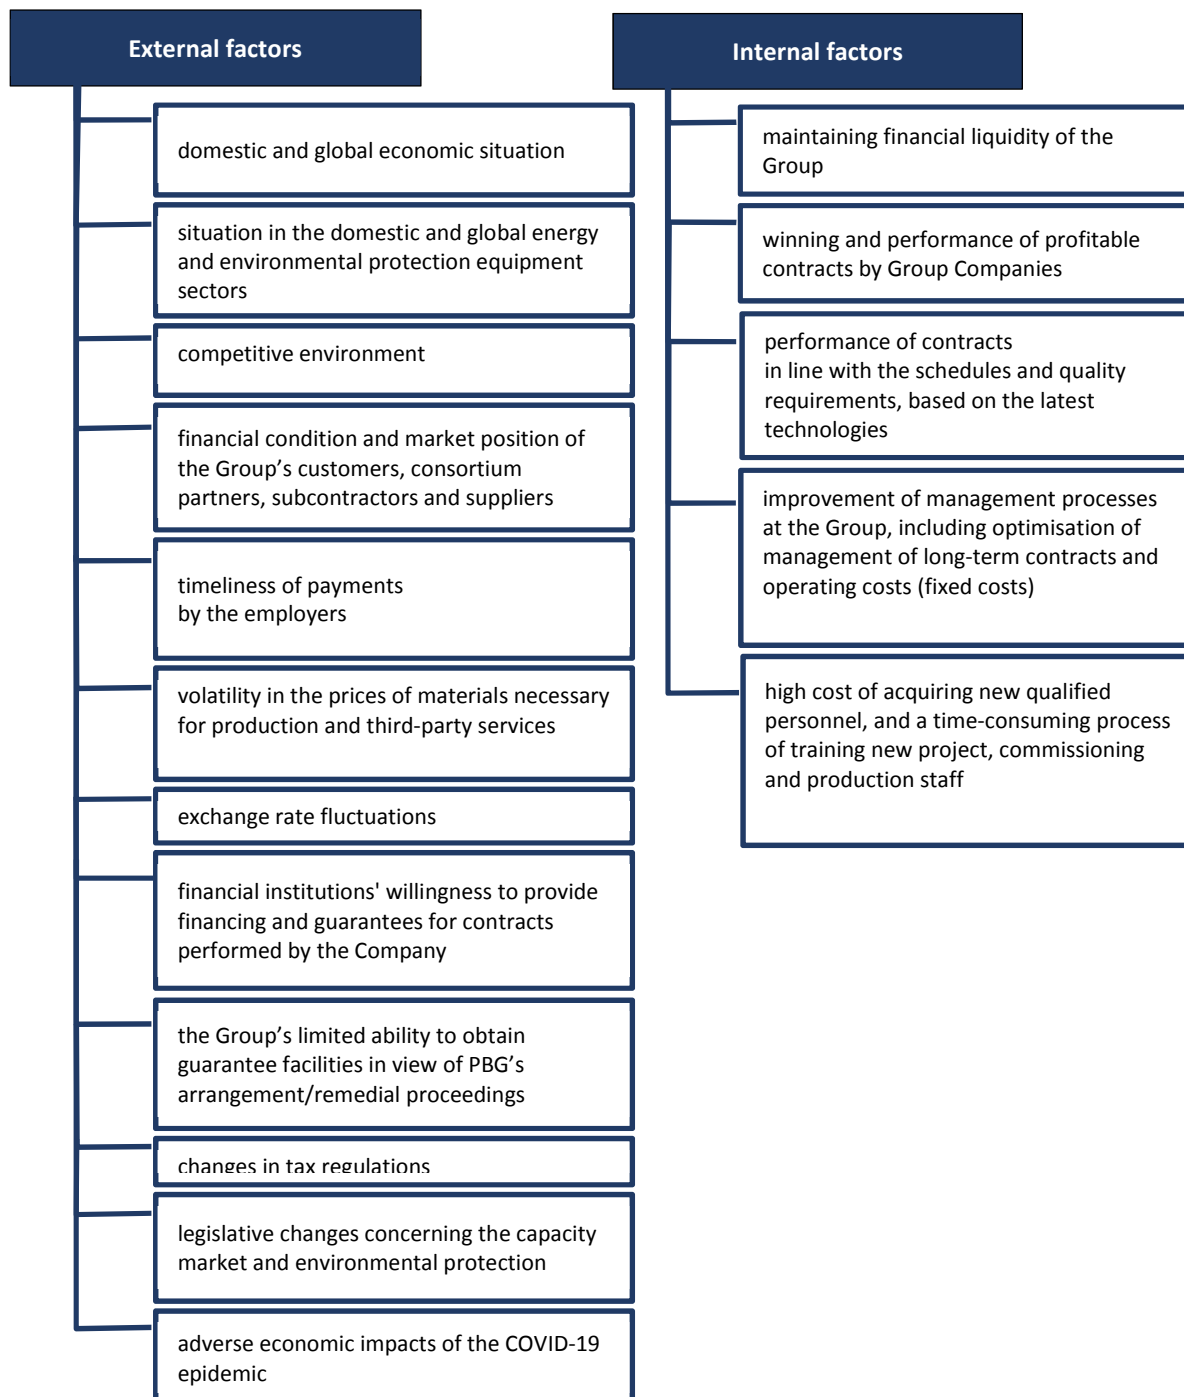 External factors
domestic and global economic situation
situation in the domestic and global energy
and environmental protection equipment
sectors
competitive environment
financial condition and market position of
the Group’s customers, consortium
partners, subcontractors and suppliers
timeliness of payments
by the employers
volatility in the prices of materials necessary
for production and third-party services
exchange rate fluctuations
financial institutions' willingness to provide
financing and guarantees for contracts
performed by the Company
the Group’s limited ability to obtain
guarantee facilities in view of PBG’s
arrangement/remedial proceedings
changes in tax regulations
legislative changes concerning the capacity
market and environmental protection
adverse economic impacts of the COVID-19
epidemic
Internal factors
maintaining financial liquidity of the
Group
winning and performance of profitable
contracts by Group Companies
performance of contracts
in line with the schedules and quality
requirements, based on the latest
technologies
improvement of management processes
at the Group, including optimisation of
management of long-term contracts and
operating costs (fixed costs)
high cost of acquiring new qualified
personnel, and a time-consuming process
of training new project, commissioning
and production staff